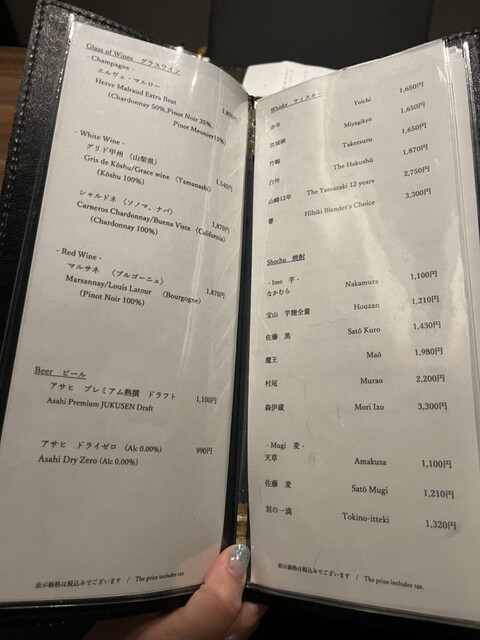 Glass of Wines　グラスワイン
- Champagne -
エルヴェ・マルロー
Herve Malraud Extra Brut 1,870円
(Chardonnay 50%.Pinot Noir 35%.
Pinot Meunier15%)
- White Wine -
グリド甲州 〈山梨県〉
Gris de Kōshu/Grace wine 〈Yamanashi〉 1,540円
(Kōshu 100%)
シャルドネ 〈ソノマ、ナパ〉
Carneros Chardonnay/Buena Vista 〈California〉 1,870円
(Chardonnay 100%)
- Red Wine -
マルサネ 〈ブルゴーニュ〉
Marsannay/Louis Latour 〈Bourgogne〉 1,870円
(Pinot Noir 100%)
Beer　ビール
アサヒ　プレミアム熟撰　ドラフト 1,100円
Asahi Premium JUKUSEN Draft
アサヒ　ドライゼロ (Alc 0.00%) 990円
Asahi Dry Zero (Alc 0.00%)
表示価格は税込みでございます　/　The price includes tax.
Whisky　ウィスキー
余市 Yoichi 1,650円
宮城峡 Miyagikyo 1,650円
竹鶴 Taketsuru 1,650円
白州 The Hakushū 1,870円
山崎12年 The Yamazaki 12 years 2,750円
響 Hibiki Blender's Choice 3,300円
Shochu　焼酎
- Imo　芋 -
なかむら Nakamura 1,100円
宝山　芋麹全量 Houzan 1,210円
佐藤　黒 Satō Kuro 1,430円
魔王 Maō 1,980円
村尾 Murao 2,200円
森伊蔵 Mori Izo 3,300円
- Mugi　麦 -
天草 Amakusa 1,100円
佐藤　麦 Satō Mugi 1,210円
刻の一滴 Tokino-itteki 1,320円
表示価格は税込みでございます　/　The price includes tax.